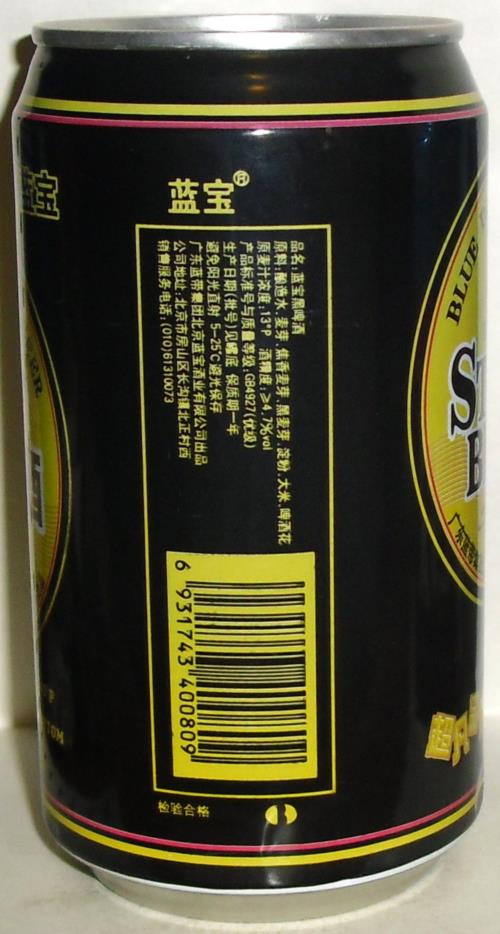 蓝宝®
品名:蓝宝黑啤酒
原料:酿造水、麦芽、焦香麦芽、黑麦芽、淀粉、大米、啤酒花
原麦汁浓度:13°P 酒精度:≥4.7%vol
产品标准号与质量等级:GB4927(优级)
生产日期(批号)见罐底 保质期一年
避免阳光直射 5-25℃避光保存
广东蓝带集团北京蓝宝酒业有限公司出品
公司地址:北京市房山区长沟镇北正村西
销售服务电话:(010)61310073
6 931743 400809
检验合格
蓝宝
BLUE